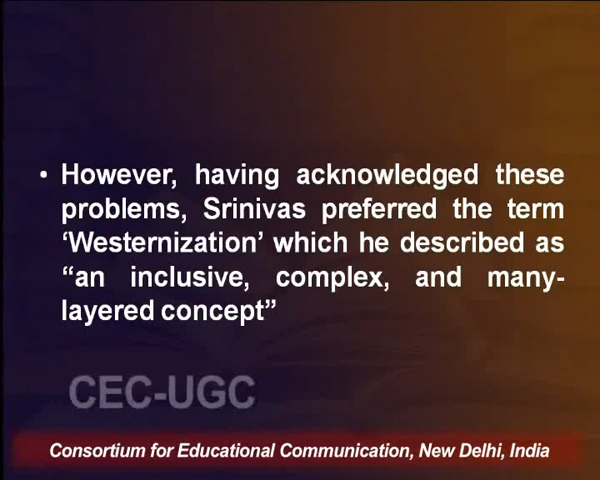 • However, having acknowledged these
problems, Srinivas preferred the term
‘Westernization’ which he described as
“an inclusive, complex, and many-
layered concept”
CEC-UGC
Consortium for Educational Communication, New Delhi, India